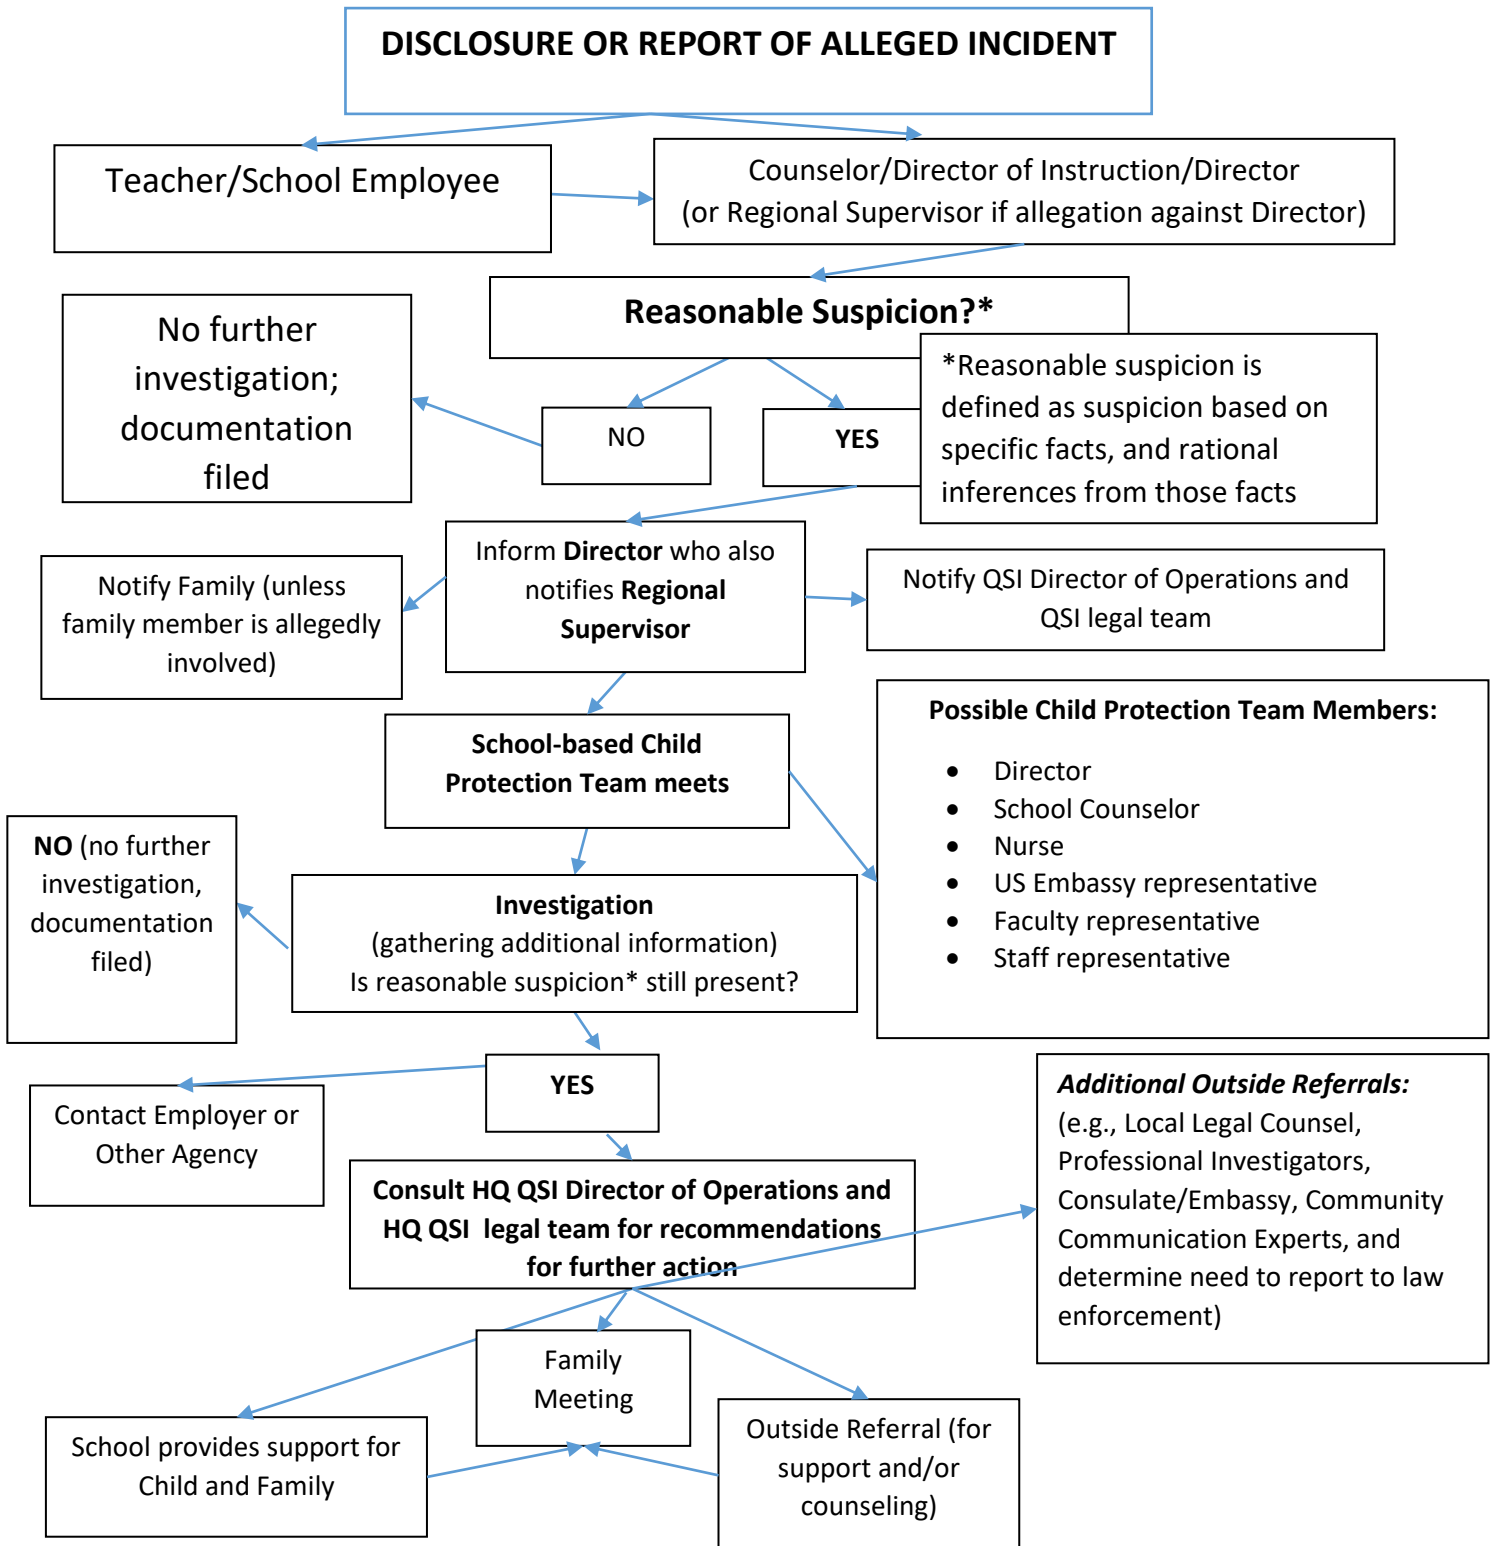 DISCLOSURE OR REPORT OF ALLEGED INCIDENT
Teacher/School Employee
Counselor/Director of Instruction/Director
(or Regional Supervisor if allegation against Director)
Reasonable Suspicion?*
No further
investigation;
documentation
filed
NO
YES
*Reasonable suspicion is
defined as suspicion based on
specific facts, and rational
inferences from those facts
Notify Family (unless
family member is allegedly
involved)
Inform Director who also
notifies Regional
Supervisor
Notify QSI Director of Operations and
QSI legal team
School-based Child
Protection Team meets
Possible Child Protection Team Members:
• Director
• School Counselor
• Nurse
• US Embassy representative
• Faculty representative
• Staff representative
NO (no further
investigation,
documentation
filed)
Investigation
(gathering additional information)
Is reasonable suspicion* still present?
YES
Contact Employer or
Other Agency
Additional Outside Referrals:
(e.g., Local Legal Counsel,
Professional Investigators,
Consulate/Embassy, Community
Communication Experts, and
determine need to report to law
enforcement)
Consult HQ QSI Director of Operations and
HQ QSI legal team for recommendations
for further action
Family
Meeting
School provides support for
Child and Family
Outside Referral (for
support and/or
counseling)